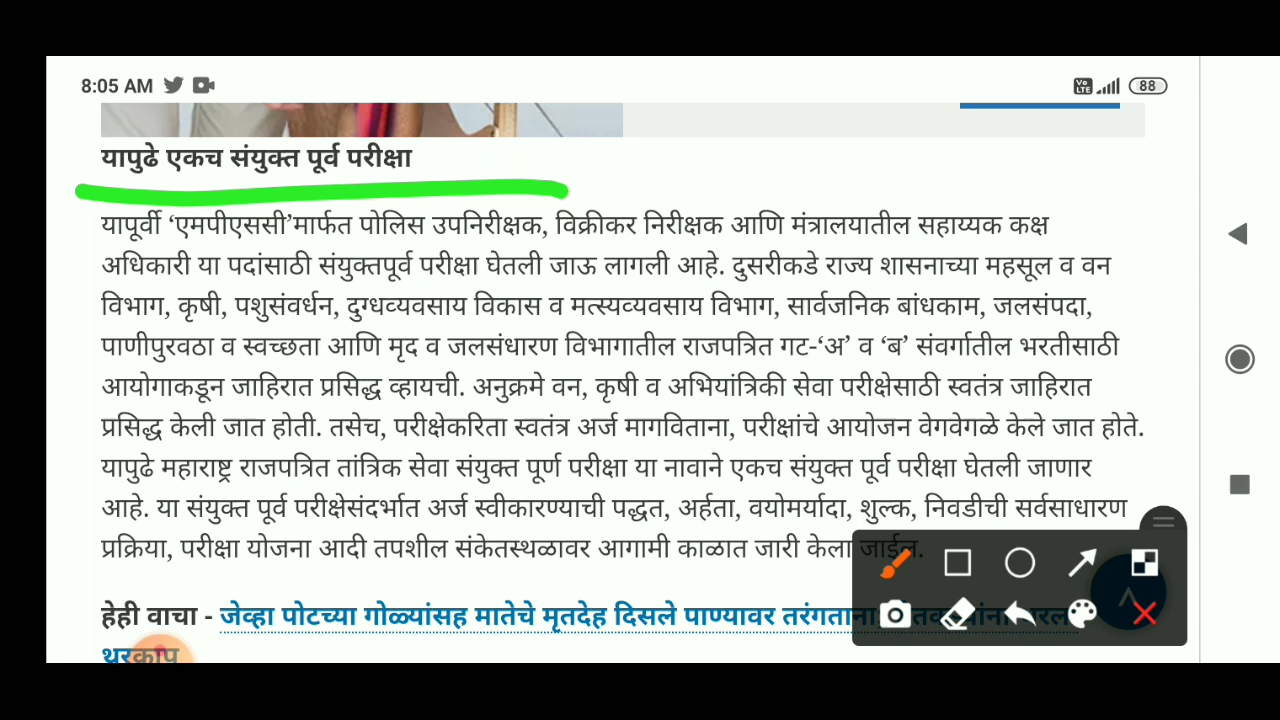 8:05 AM
Vo LTE 88
यापुढे एकच संयुक्त पूर्व परीक्षा
यापूर्वी ‘एमपीएससी’मार्फत पोलिस उपनिरीक्षक, विक्रीकर निरीक्षक आणि मंत्रालयातील सहाय्यक कक्ष
अधिकारी या पदांसाठी संयुक्तपूर्व परीक्षा घेतली जाऊ लागली आहे. दुसरीकडे राज्य शासनाच्या महसूल व वन
विभाग, कृषी, पशुसंवर्धन, दुग्धव्यवसाय विकास व मत्स्यव्यवसाय विभाग, सार्वजनिक बांधकाम, जलसंपदा,
पाणीपुरवठा व स्वच्छता आणि मृद व जलसंधारण विभागातील राजपत्रित गट-‘अ’ व ‘ब’ संवर्गातील भरतीसाठी
आयोगाकडून जाहिरात प्रसिद्ध व्हायची. अनुक्रमे वन, कृषी व अभियांत्रिकी सेवा परीक्षेसाठी स्वतंत्र जाहिरात
प्रसिद्ध केली जात होती. तसेच, परीक्षेकरिता स्वतंत्र अर्ज मागविताना, परीक्षांचे आयोजन वेगवेगळे केले जात होते.
यापुढे महाराष्ट्र राजपत्रित तांत्रिक सेवा संयुक्त पूर्ण परीक्षा या नावाने एकच संयुक्त पूर्व परीक्षा घेतली जाणार
आहे. या संयुक्त पूर्व परीक्षेसंदर्भात अर्ज स्वीकारण्याची पद्धत, अर्हता, वयोमर्यादा, शुल्क, निवडीची सर्वसाधारण
प्रक्रिया, परीक्षा योजना आदी तपशील संकेतस्थळावर आगामी काळात जारी केला जाईल.
हेही वाचा - जेव्हा पोटच्या गोळ्यांसह मातेचे मृतदेह दिसले पाण्यावर तरंगताना
थरकाप